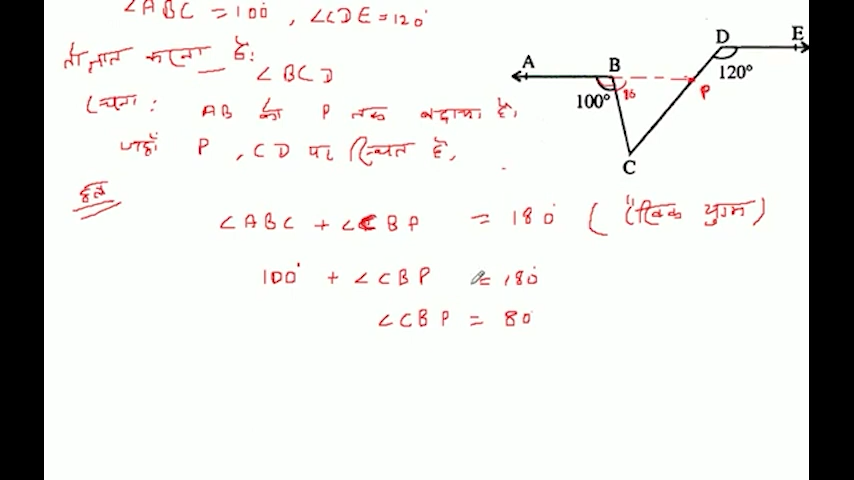 ∠ABC = 100°, ∠CDE = 120°
तो ज्ञात करना है।
∠BCD
रचना : AB को P तक बढ़ाया है,
जहाँ P , CD पर स्थित है,
हल
∠ABC + ∠CBP = 180° ( रैखिक युग्म )
100° + ∠CBP = 180°
∠CBP = 80
A B D E
100° 120°
P
C